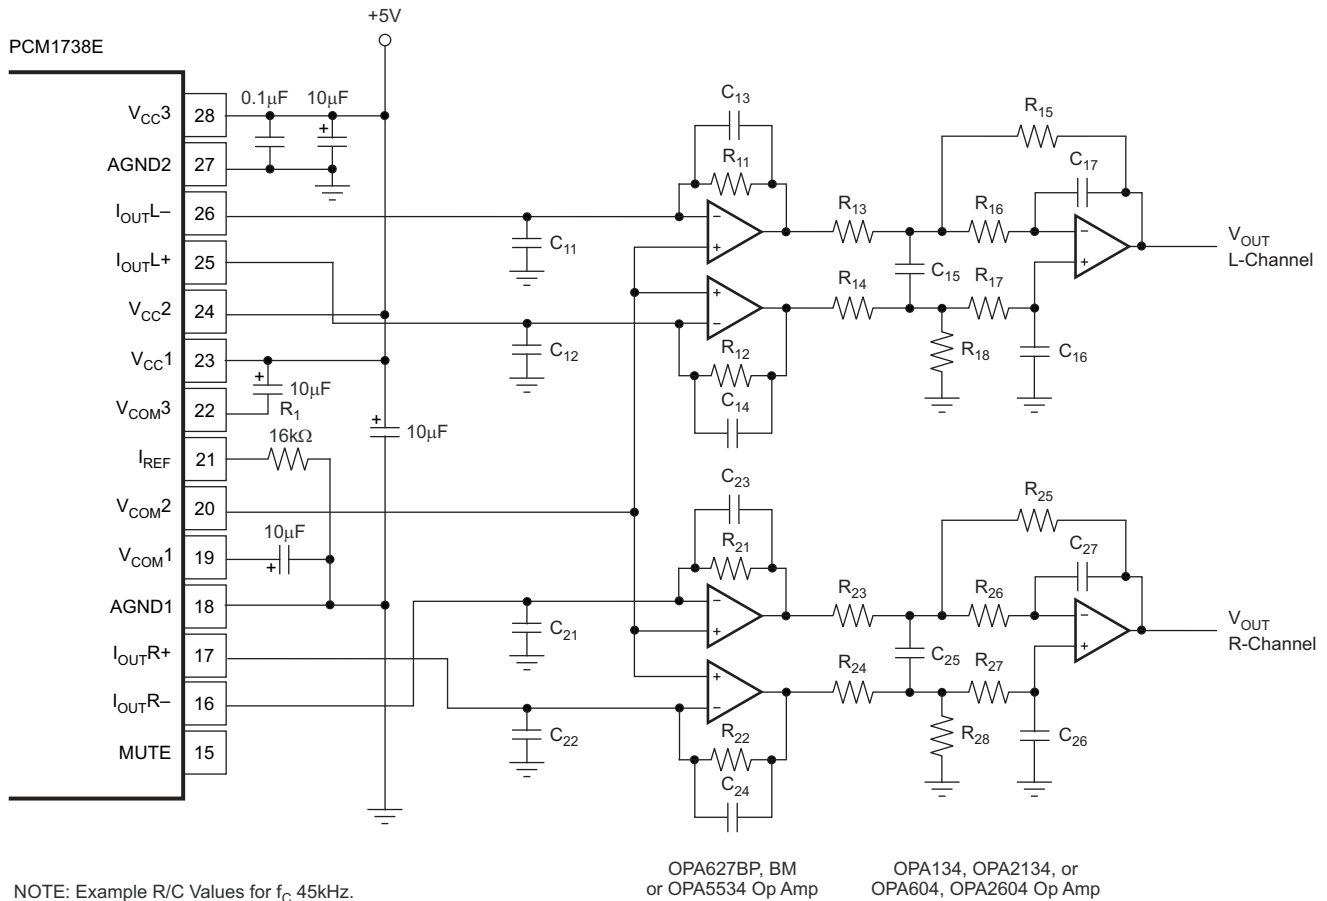 +5V
PCM1738E
V_CC3 28
AGND2 27
I_OUTL– 26
I_OUTL+ 25
V_CC2 24
V_CC1 23
V_COM3 22
I_REF 21
V_COM2 20
V_COM1 19
AGND1 18
I_OUTR+ 17
I_OUTR– 16
MUTE 15
0.1μF
10μF
+
+
10μF
R_1
16kΩ
+
10μF
10μF
+
C_11
C_12
C_13
R_11
–
+
+
–
R_12
C_14
R_13
R_14
C_15
R_15
C_17
R_16
R_17
R_18
C_16
–
+
V_OUT
L-Channel
C_21
C_22
C_23
R_21
–
+
+
–
R_22
C_24
R_23
R_24
C_25
R_25
C_27
R_26
R_27
R_28
C_26
–
+
V_OUT
R-Channel
OPA627BP, BM
or OPA5534 Op Amp
OPA134, OPA2134, or
OPA604, OPA2604 Op Amp
NOTE: Example R/C Values for f_C 45kHz.